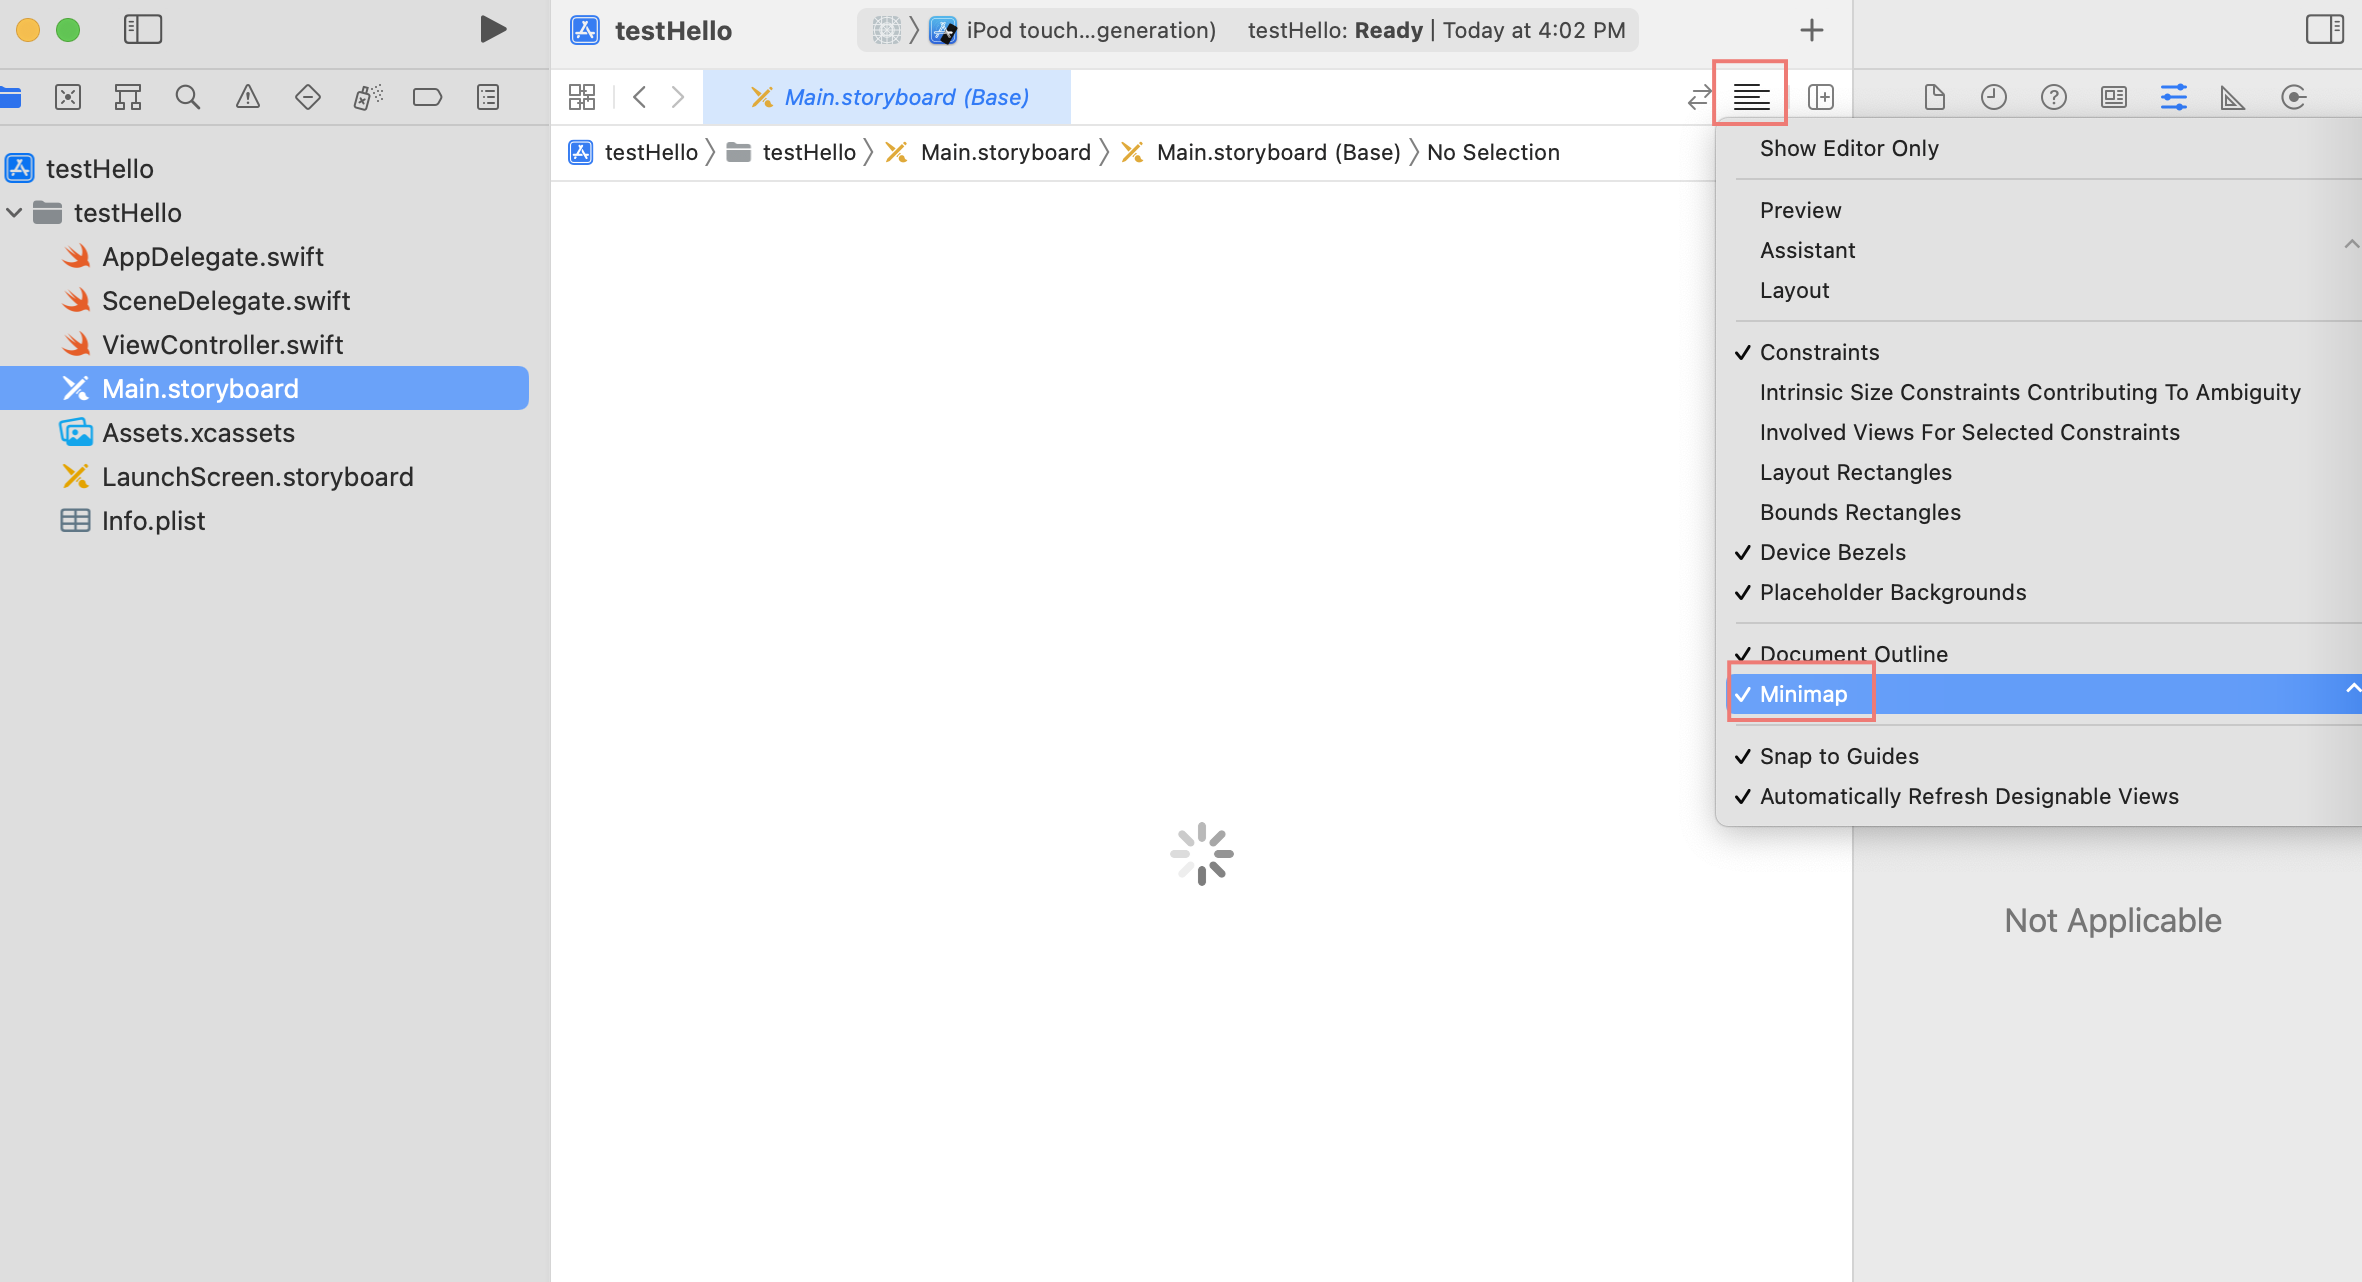 testHello
iPod touch...generation)
testHello: Ready | Today at 4:02 PM
Main.storyboard (Base)
testHello
testHello
Main.storyboard
Main.storyboard (Base)
No Selection
testHello
testHello
AppDelegate.swift
SceneDelegate.swift
ViewController.swift
Main.storyboard
Assets.xcassets
LaunchScreen.storyboard
Info.plist
Show Editor Only
Preview
Assistant
Layout
Constraints
Intrinsic Size Constraints Contributing To Ambiguity
Involved Views For Selected Constraints
Layout Rectangles
Bounds Rectangles
Device Bezels
Placeholder Backgrounds
Document Outline
Minimap
Snap to Guides
Automatically Refresh Designable Views
Not Applicable